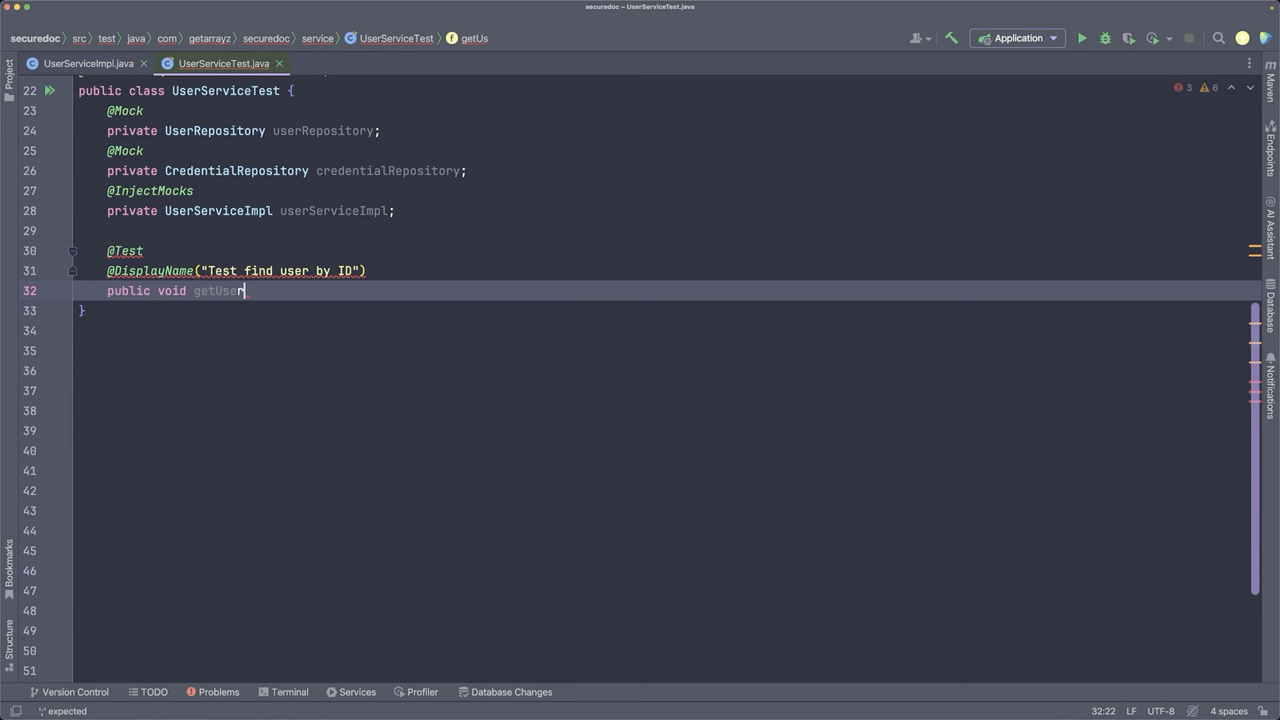 securedoc – UserServiceTest.java
securedoc src test java com getarrayz securedoc service UserServiceTest getUs Application
UserServiceImpl.java UserServiceTest.java
22 public class UserServiceTest { 3 6
23 @Mock
24 private UserRepository userRepository;
25 @Mock
26 private CredentialRepository credentialRepository;
27 @InjectMocks
28 private UserServiceImpl userServiceImpl;
29
30 @Test
31 @DisplayName("Test find user by ID")
32 public void getUser
33 }
34
35
36
37
38
39
40
41
42
43
44
45
46
47
48
49
50
51
Project
Bookmarks
Structure
Maven
Endpoints
AI Assistant
Database
Notifications
Version Control TODO Problems Terminal Services Profiler Database Changes
';' expected 32:22 LF UTF-8 4 spaces